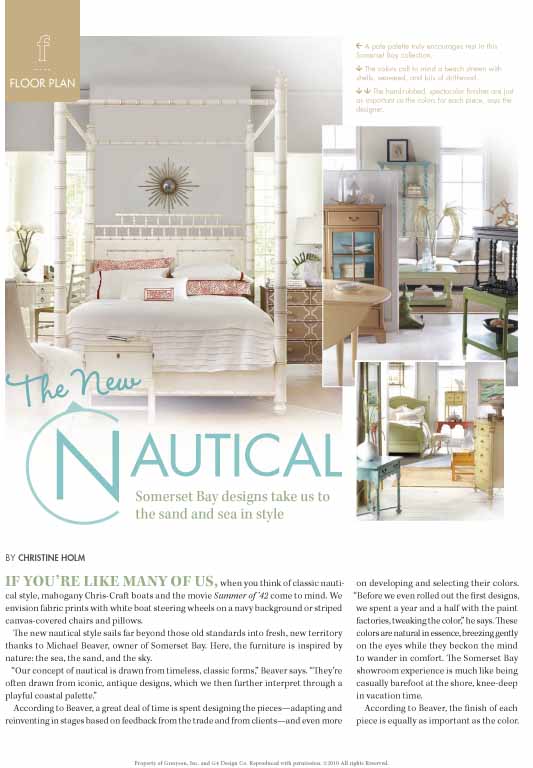 f
FLOOR PLAN
← A pale palette truly encourages rest in this
Somerset Bay collection.
↓ The colors call to mind a beach strewn with
shells, seaweed, and bits of driftwood.
↓ ↓ The hand-rubbed, spectacular finishes are just
as important as the colors for each piece, says the
designer.
The New
NAUTICAL
Somerset Bay designs take us to
the sand and sea in style
BY CHRISTINE HOLM
IF YOU'RE LIKE MANY OF US, when you think of classic nauti-
cal style, mahogany Chris-Craft boats and the movie Summer of '42 come to mind. We
envision fabric prints with white boat steering wheels on a navy background or striped
canvas-covered chairs and pillows.
The new nautical style sails far beyond those old standards into fresh, new territory
thanks to Michael Beaver, owner of Somerset Bay. Here, the furniture is inspired by
nature: the sea, the sand, and the sky.
"Our concept of nautical is drawn from timeless, classic forms," Beaver says. "They're
often drawn from iconic, antique designs, which we then further interpret through a
playful coastal palette."
According to Beaver, a great deal of time is spent designing the pieces—adapting and
reinventing in stages based on feedback from the trade and from clients—and even more
on developing and selecting their colors.
"Before we even rolled out the first designs,
we spent a year and a half with the paint
factories, tweaking the color," he says. These
colors are natural in essence, breezing gently
on the eyes while they beckon the mind
to wander in comfort. The Somerset Bay
showroom experience is much like being
casually barefoot at the shore, knee-deep
in vacation time.
According to Beaver, the finish of each
piece is equally as important as the color.
Property of Grayson, Inc. and G4 Design Co. Reproduced with permission. ©2010 All Rights Reserved.